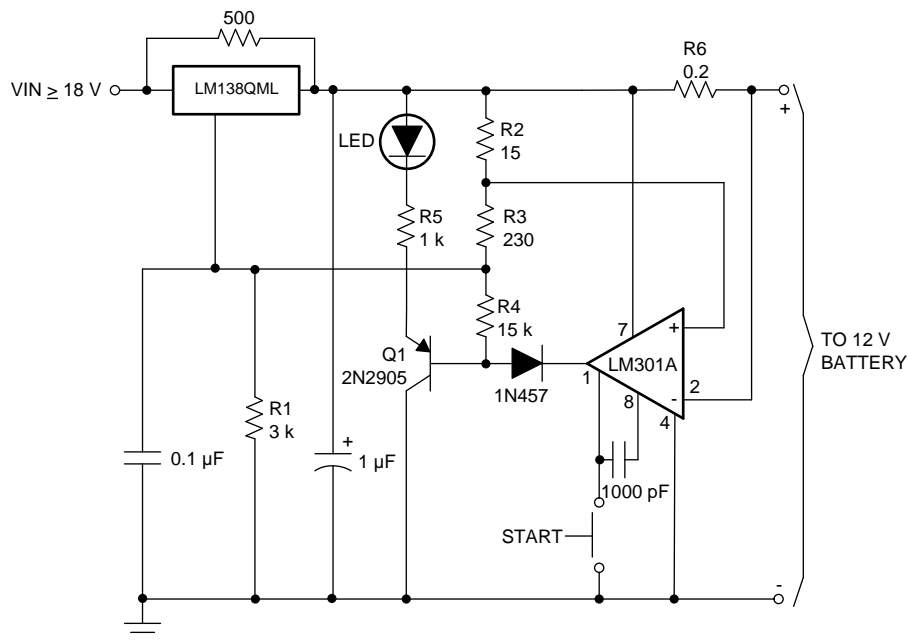 500
VIN ≥ 18 V
LM138QML
R6
0.2
+
LED
R2
15
R5
1 k
R3
230
R4
15 k
Q1
2N2905
1N457
7
+
LM301A
1
2
-
8
4
TO 12 V
BATTERY
R1
3 k
0.1 µF
+
1 µF
1000 pF
START
-